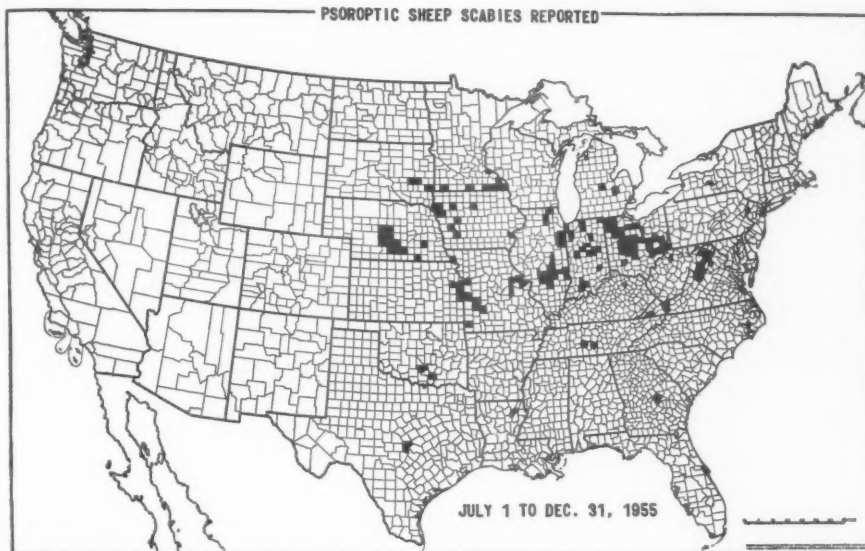 PSOROPTIC SHEEP SCABIES REPORTED
JULY 1 TO DEC. 31, 1955